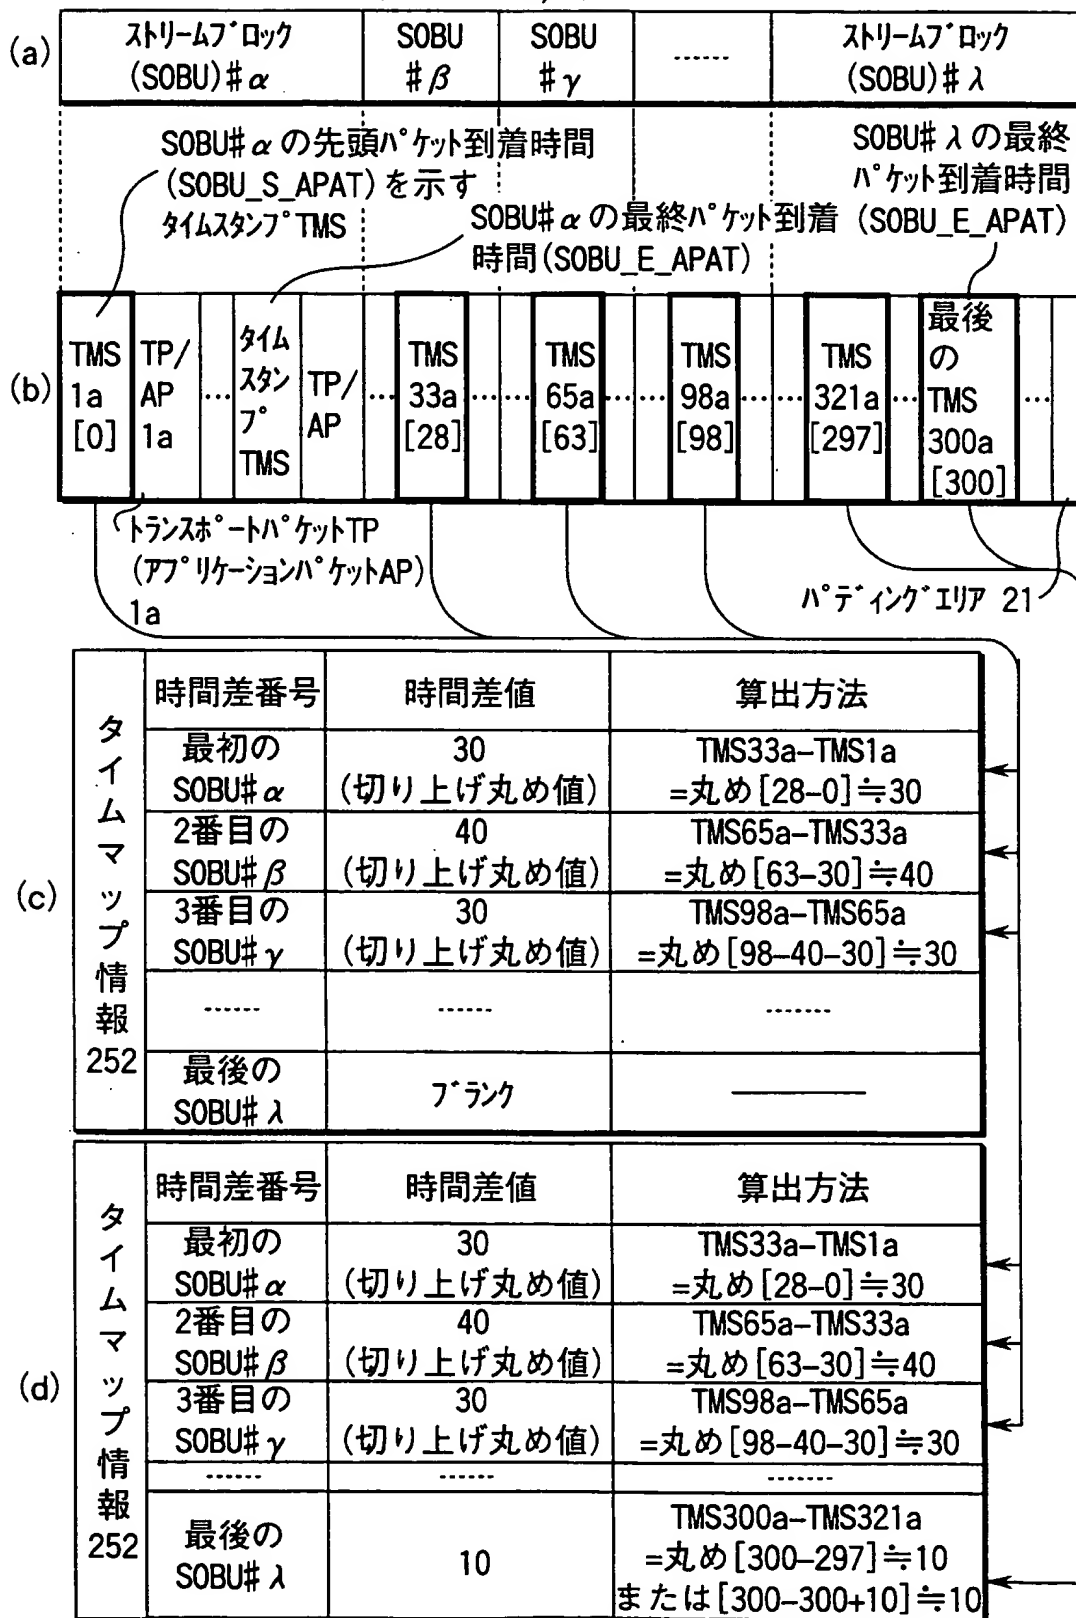 (a)
ストリームブロック
(SOBU)#α
SOBU
#β
SOBU
#γ
……
ストリームブロック
(SOBU)#λ
SOBU#αの先頭パケット到着時間
(SOBU_S_APAT)を示す
タイムスタンプTMS
SOBU#αの最終パケット到着
時間(SOBU_E_APAT)
SOBU#λの最終
パケット到着時間
(SOBU_E_APAT)
(b)
TMS
1a
[0]
TP/
AP
1a
…
タイム
スタン
プ
TMS
TP/
AP
…
TMS
33a
[28]
…
TMS
65a
[63]
…
TMS
98a
[98]
…
TMS
321a
[297]
…
最後
の
TMS
300a
[300]
…
トランスポートパケットTP
(アプリケーションパケットAP)
1a
パディングエリア 21
(c)
タイムマップ情報
252
時間差番号 時間差値 算出方法
最初の
SOBU#α
30
(切り上げ丸め値)
TMS33a-TMS1a
=丸め[28-0]≒30
2番目の
SOBU#β
40
(切り上げ丸め値)
TMS65a-TMS33a
=丸め[63-30]≒40
3番目の
SOBU#γ
30
(切り上げ丸め値)
TMS98a-TMS65a
=丸め[98-40-30]≒30
…… …… ……
最後の
SOBU#λ
ブランク
―――
(d)
タイムマップ情報
252
時間差番号 時間差値 算出方法
最初の
SOBU#α
30
(切り上げ丸め値)
TMS33a-TMS1a
=丸め[28-0]≒30
2番目の
SOBU#β
40
(切り上げ丸め値)
TMS65a-TMS33a
=丸め[63-30]≒40
3番目の
SOBU#γ
30
(切り上げ丸め値)
TMS98a-TMS65a
=丸め[98-40-30]≒30
…… …… ……
最後の
SOBU#λ
10
TMS300a-TMS321a
=丸め[300-297]≒10
または[300-300+10]≒10